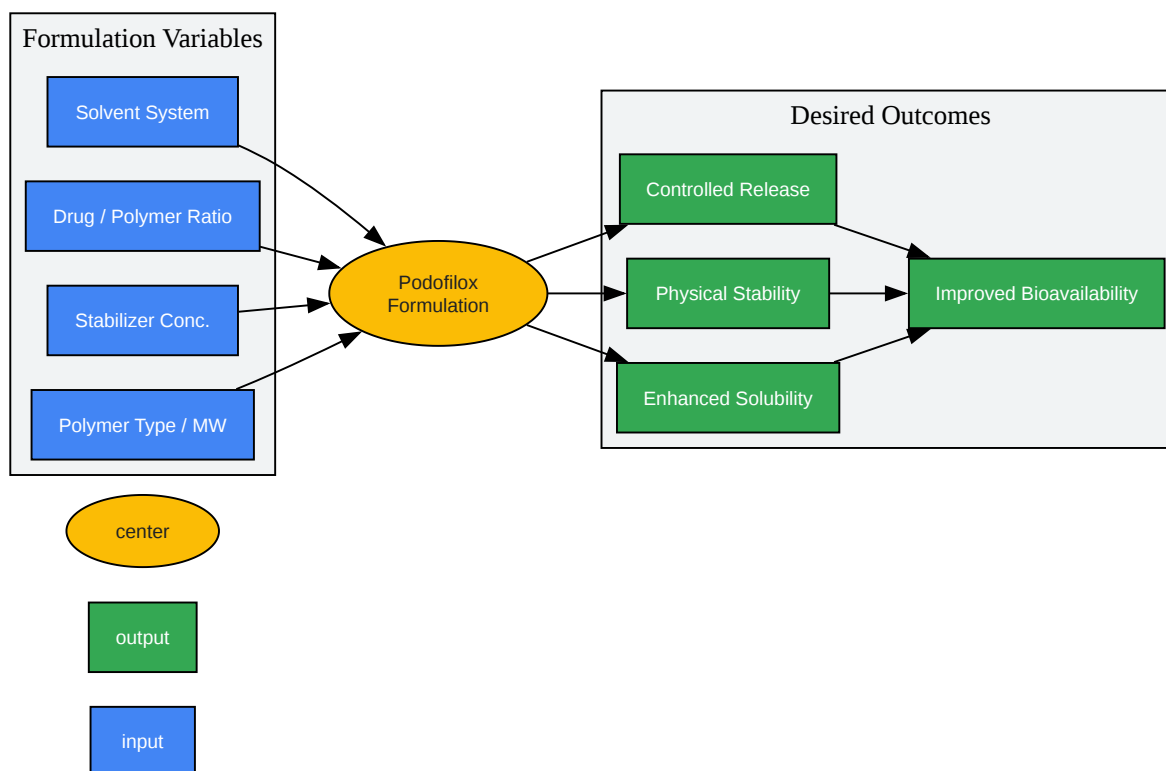 Formulation Variables
Solvent System
Drug / Polymer Ratio
Stabilizer Conc.
Polymer Type / MW
Podofilox
Formulation
Desired Outcomes
Controlled Release
Physical Stability
Enhanced Solubility
Improved Bioavailability
center
output
input